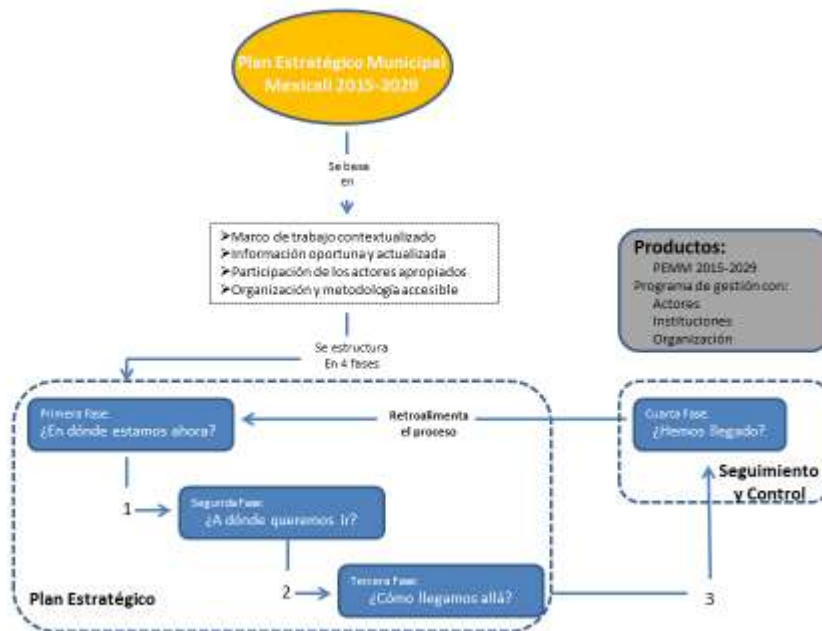 Plan Estratégico Municipal
Mexicali 2015-2029
Se basa
en
➢Marco de trabajo contextualizado
➢Información oportuna y actualizada
➢Participación de los actores apropiados
➢Organización y metodología accesible
Productos:
PEMM 2015-2029
Programa de gestión con:
Actores
Instituciones
Organización
Se estructura
En 4 fases
Primera Fase:
¿En dónde estamos ahora?
Retroalimenta
el proceso
Cuarta Fase:
¿Hemos llegado?
Seguimiento
y Control
1
Segunda Fase:
¿A dónde queremos ir?
2
Tercera Fase:
¿Cómo llegamos allá?
3
Plan Estratégico